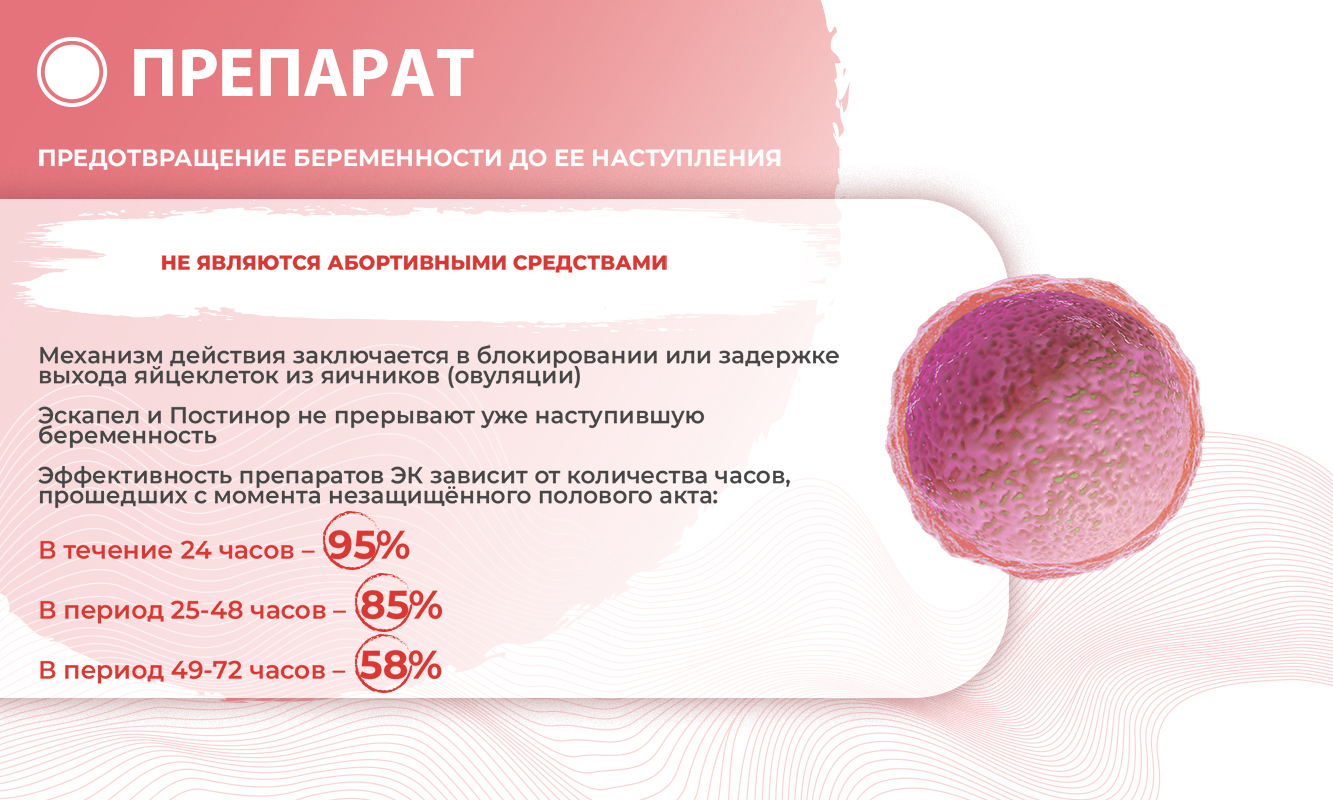 ПРЕПАРАТ
ПРЕДОТВРАЩЕНИЕ БЕРЕМЕННОСТИ ДО ЕЕ НАСТУПЛЕНИЯ
НЕ ЯВЛЯЮТСЯ АБОРТИВНЫМИ СРЕДСТВАМИ
Механизм действия заключается в блокировании или задержке
выхода яйцеклеток из яичников (овуляции)
Эскапел и Постинор не прерывают уже наступившую
беременность
Эффективность препаратов ЭК зависит от количества часов,
прошедших с момента незащищённого полового акта:
В течение 24 часов – 95%
В период 25-48 часов – 85%
В период 49-72 часов – 58%